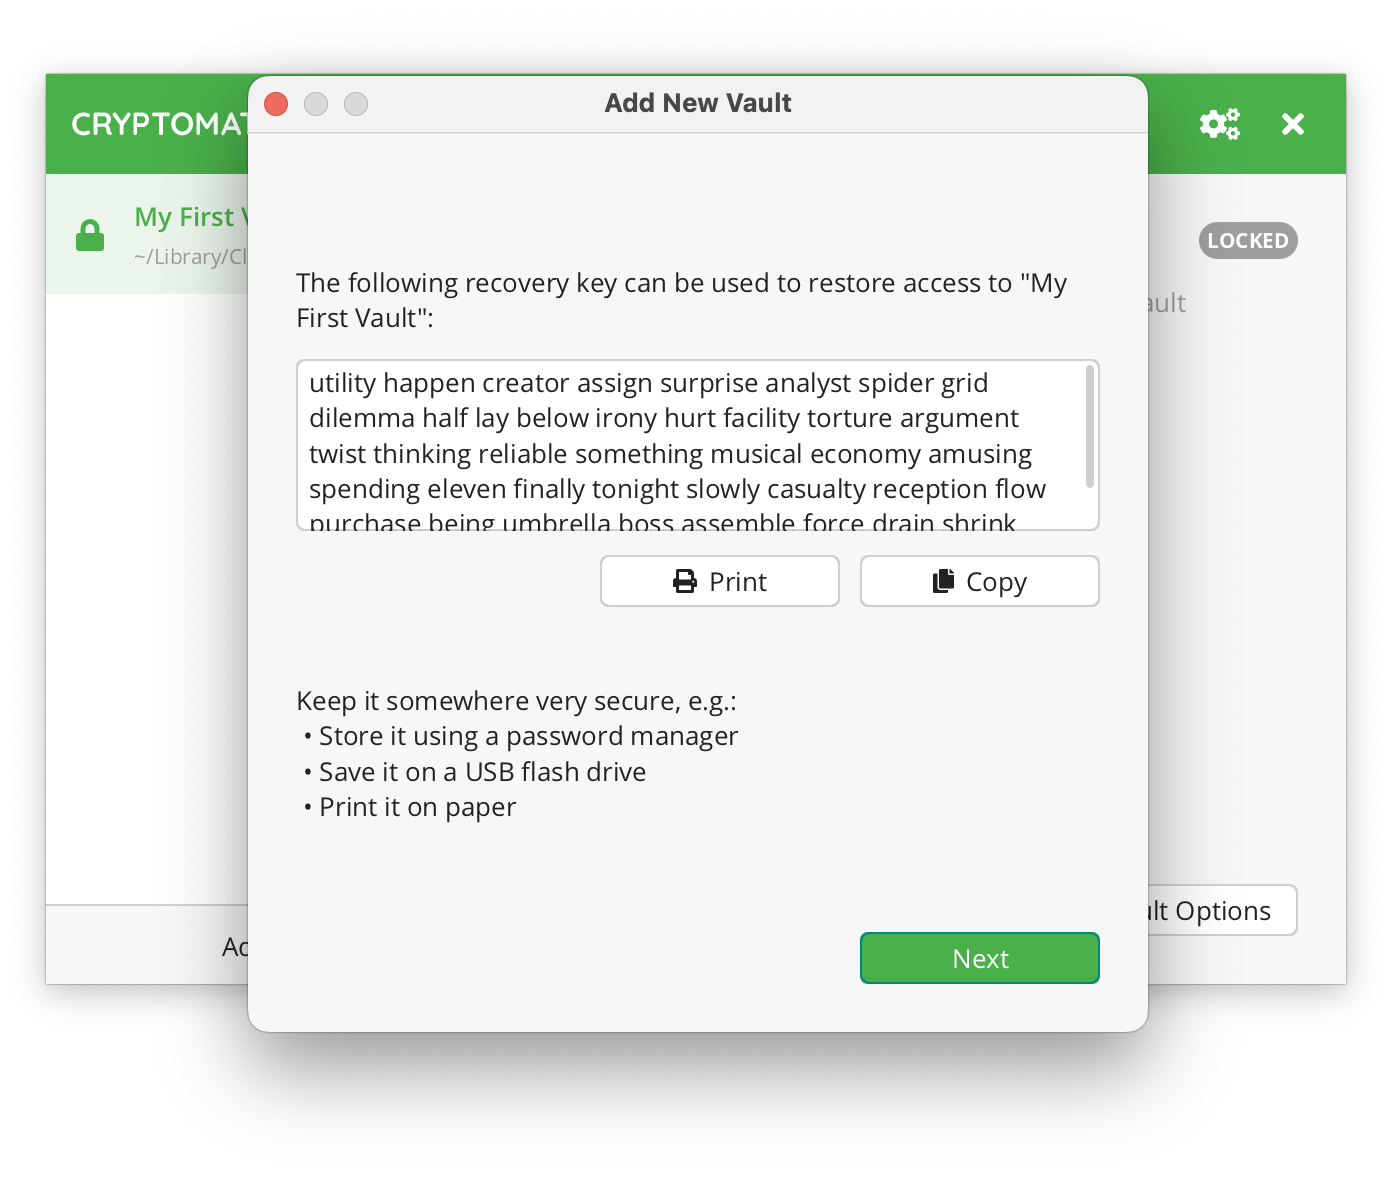 Add New Vault
CRYPTOMAT
My First V
~/Library/Cl
LOCKED
ault
The following recovery key can be used to restore access to "My
First Vault":
utility happen creator assign surprise analyst spider grid
dilemma half lay below irony hurt facility torture argument
twist thinking reliable something musical economy amusing
spending eleven finally tonight slowly casualty reception flow
purchase being umbrella boss assemble force drain shrink
Print
Copy
Keep it somewhere very secure, e.g.:
• Store it using a password manager
• Save it on a USB flash drive
• Print it on paper
ult Options
Ad
Next